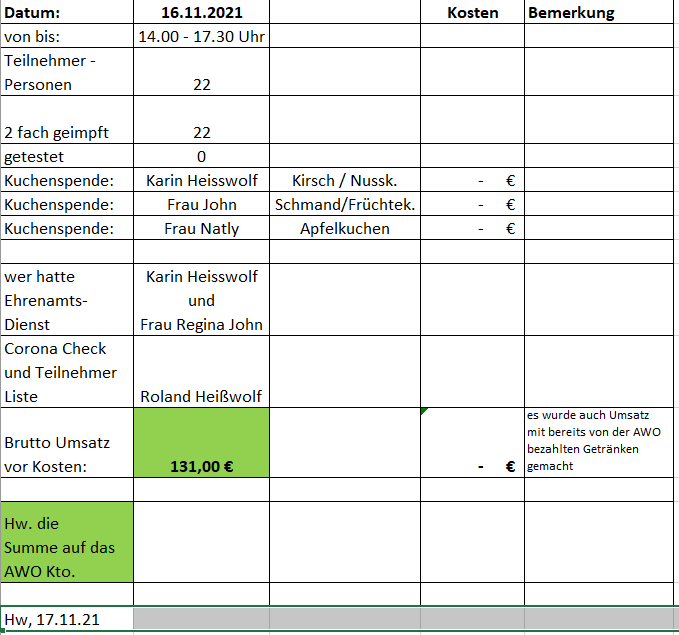 Datum: 16.11.2021 Kosten Bemerkung
von bis: 14.00 - 17.30 Uhr
Teilnehmer -
Personen 22
2 fach geimpft 22
getestet 0
Kuchenspende: Karin Heisswolf Kirsch / Nussk. - €
Kuchenspende: Frau John Schmand/Früchtek. - €
Kuchenspende: Frau Natly Apfelkuchen - €
wer hatte
Ehrenamts-
Dienst
Karin Heisswolf
und
Frau Regina John
Corona Check
und Teilnehmer
Liste
Roland Heißwolf
Brutto Umsatz
vor Kosten:
131,00 €
- €
es wurde auch Umsatz
mit bereits von der AWO
bezahlten Getränken
gemacht
Hw. die
Summe auf das
AWO Kto.
Hw, 17.11.21